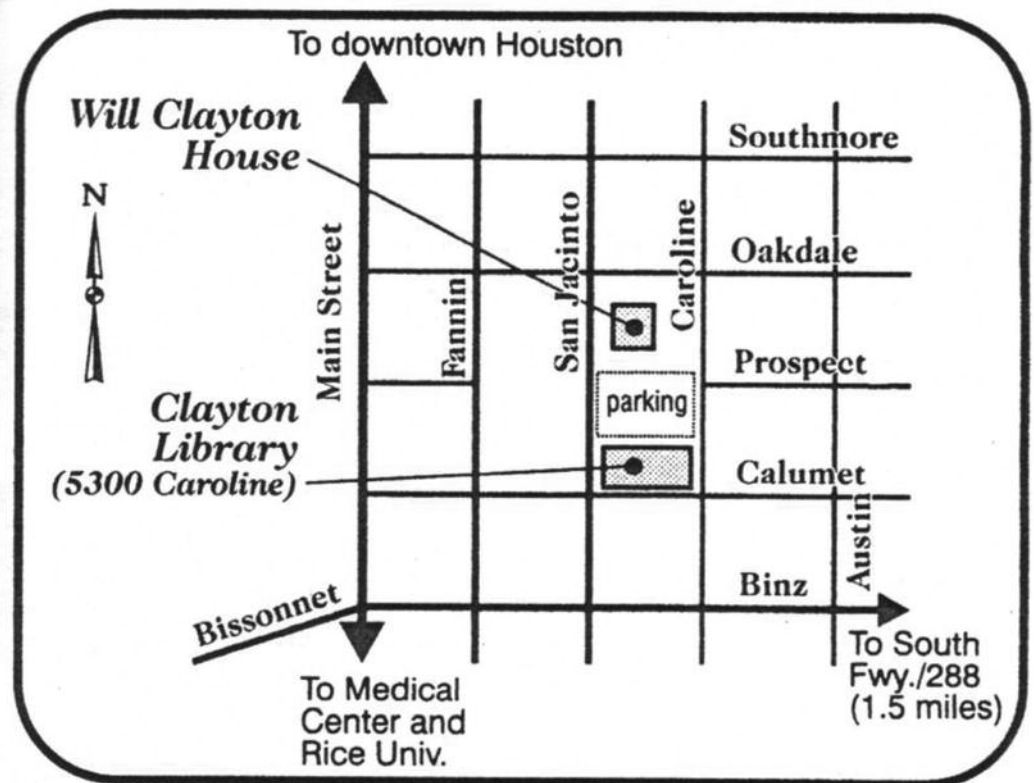 To downtown Houston
Will Clayton
House
N
Southmore
Oakdale
Main Street
Fannin
San Jacinto
Caroline
Prospect
parking
Clayton
Library
(5300 Caroline)
Calumet
Austin
Binz
Bissonnet
To South
Fwy./288
(1.5 miles)
To Medical
Center and
Rice Univ.